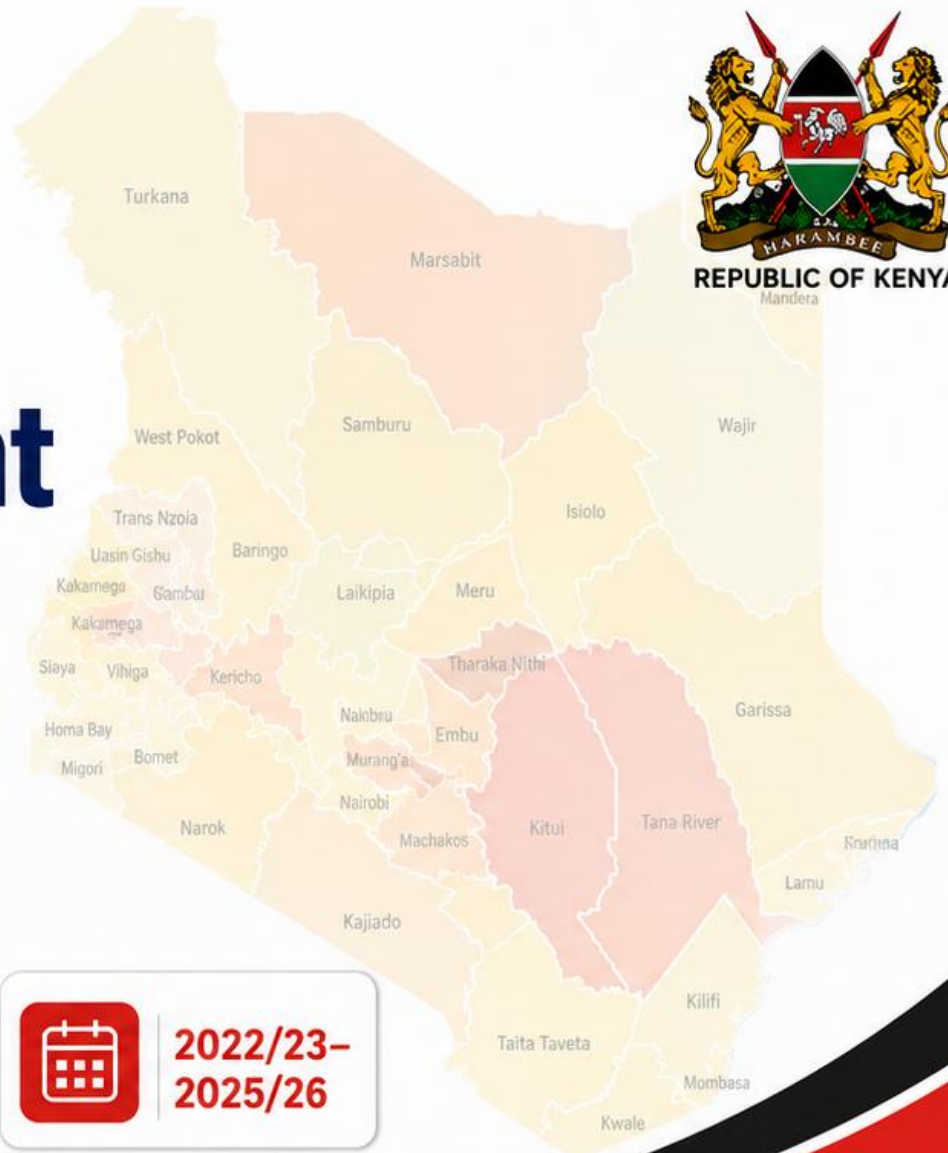 HARAMBEE
REPUBLIC OF KENYA
Turkana
Marsabit
Mandera
nt
West Pokot
Samburu
Wajir
Trans Nzoia
Isiolo
Uasin Gishu
Baringo
Kakamega
Gambu
Laikipia
Meru
Kakamega
Siaya
Vihiga
Kericho
Tharaka Nithi
Homa Bay
Nakbru
Embu
Garissa
Migori
Bomet
Murang'a
Narok
Nairobi
Machakos
Kitui
Tana River
Lamu
Kajiado
Kilifi
2022/23–
2025/26
Taita Taveta
Mombasa
Kwale